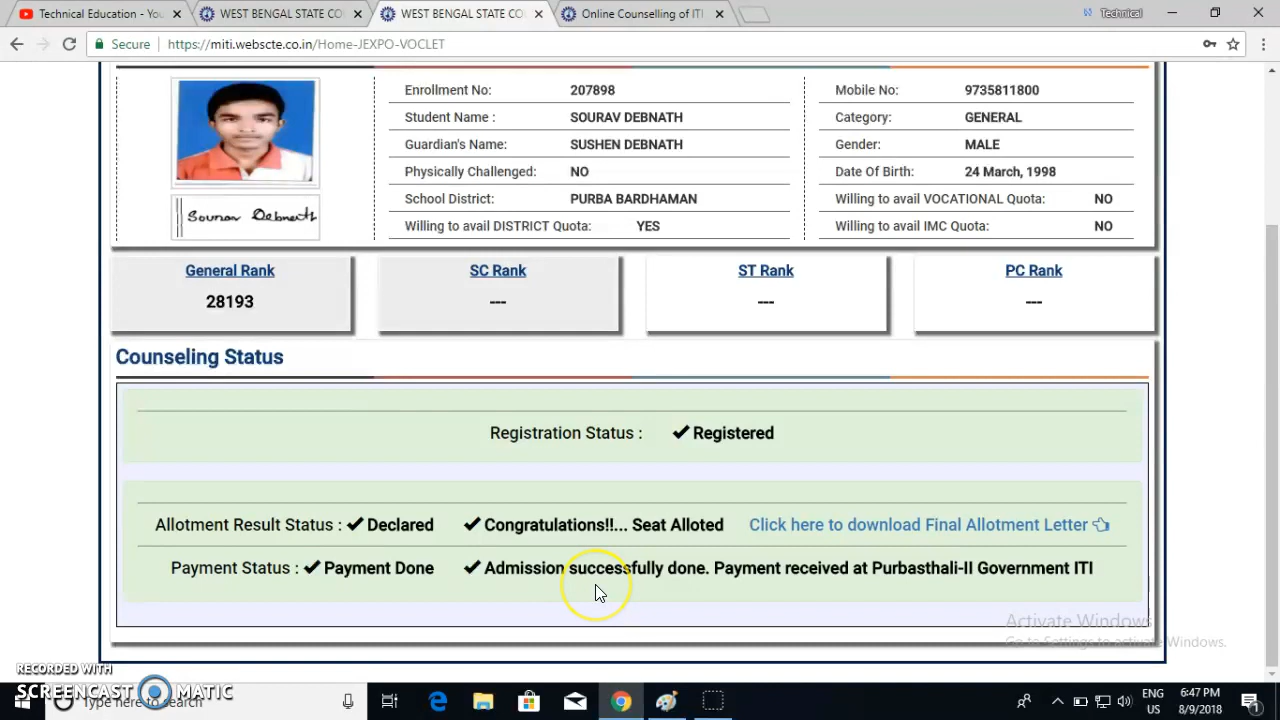 Technical Education - You
WEST BENGAL STATE CO
WEST BENGAL STATE CO
Online Counselling of ITI
Technical
Secure
https://miti.webscte.co.in/Home-JEXPO-VOCLET
Enrollment No: 207898
Mobile No: 9735811800
Student Name : SOURAV DEBNATH
Category: GENERAL
Guardian's Name: SUSHEN DEBNATH
Gender: MALE
Physically Challenged: NO
Date Of Birth: 24 March, 1998
School District: PURBA BARDHAMAN
Willing to avail VOCATIONAL Quota: NO
Sourav Debnath
Willing to avail DISTRICT Quota: YES
Willing to avail IMC Quota: NO
General Rank
SC Rank
ST Rank
PC Rank
28193
---
---
---
Counseling Status
Registration Status : Registered
Allotment Result Status : Declared
Congratulations!!... Seat Alloted
Click here to download Final Allotment Letter
Payment Status : Payment Done
Admission successfully done. Payment received at Purbasthali-II Government ITI
Activate Windows
Go to Settings to activate Windows.
RECORDED WITH
SCREENCAST MATIC
Type here to search
ENG
US
6:47 PM
8/9/2018
1